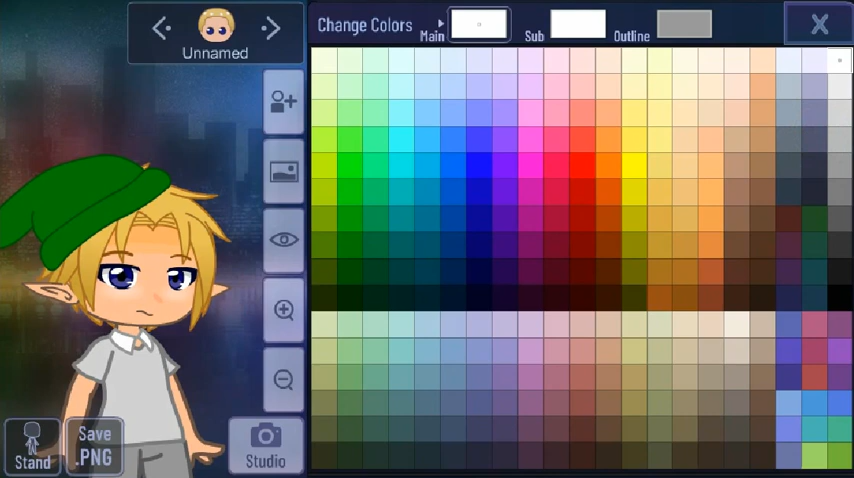 Unnamed
Change Colors
Main
Sub
Outline
X
Stand
Save
.PNG
Studio